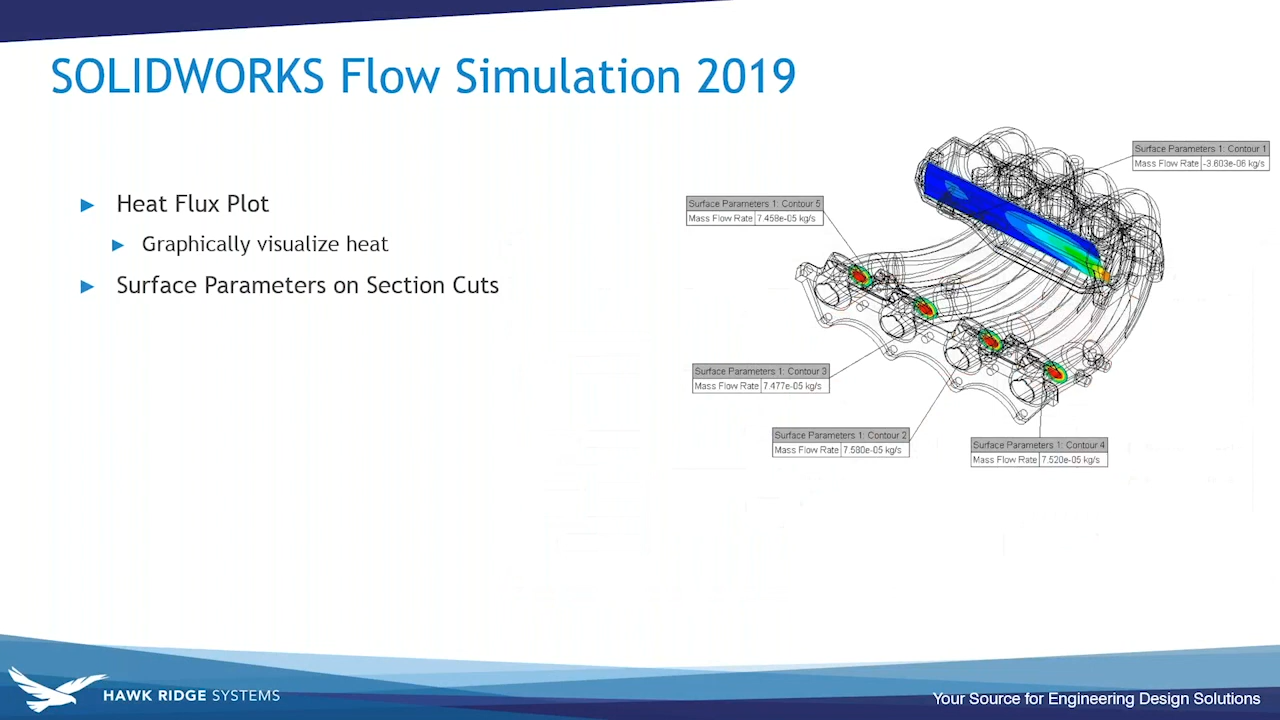 SOLIDWORKS Flow Simulation 2019
► Heat Flux Plot
► Graphically visualize heat
► Surface Parameters on Section Cuts
Surface Parameters 1: Contour 1
Mass Flow Rate -3.603e-06 kg/s
Surface Parameters 1: Contour 5
Mass Flow Rate 7.458e-05 kg/s
Surface Parameters 1: Contour 3
Mass Flow Rate 7.477e-05 kg/s
Surface Parameters 1: Contour 2
Mass Flow Rate 7.580e-05 kg/s
Surface Parameters 1: Contour 4
Mass Flow Rate 7.520e-05 kg/s
HAWK RIDGE SYSTEMS
Your Source for Engineering Design Solutions